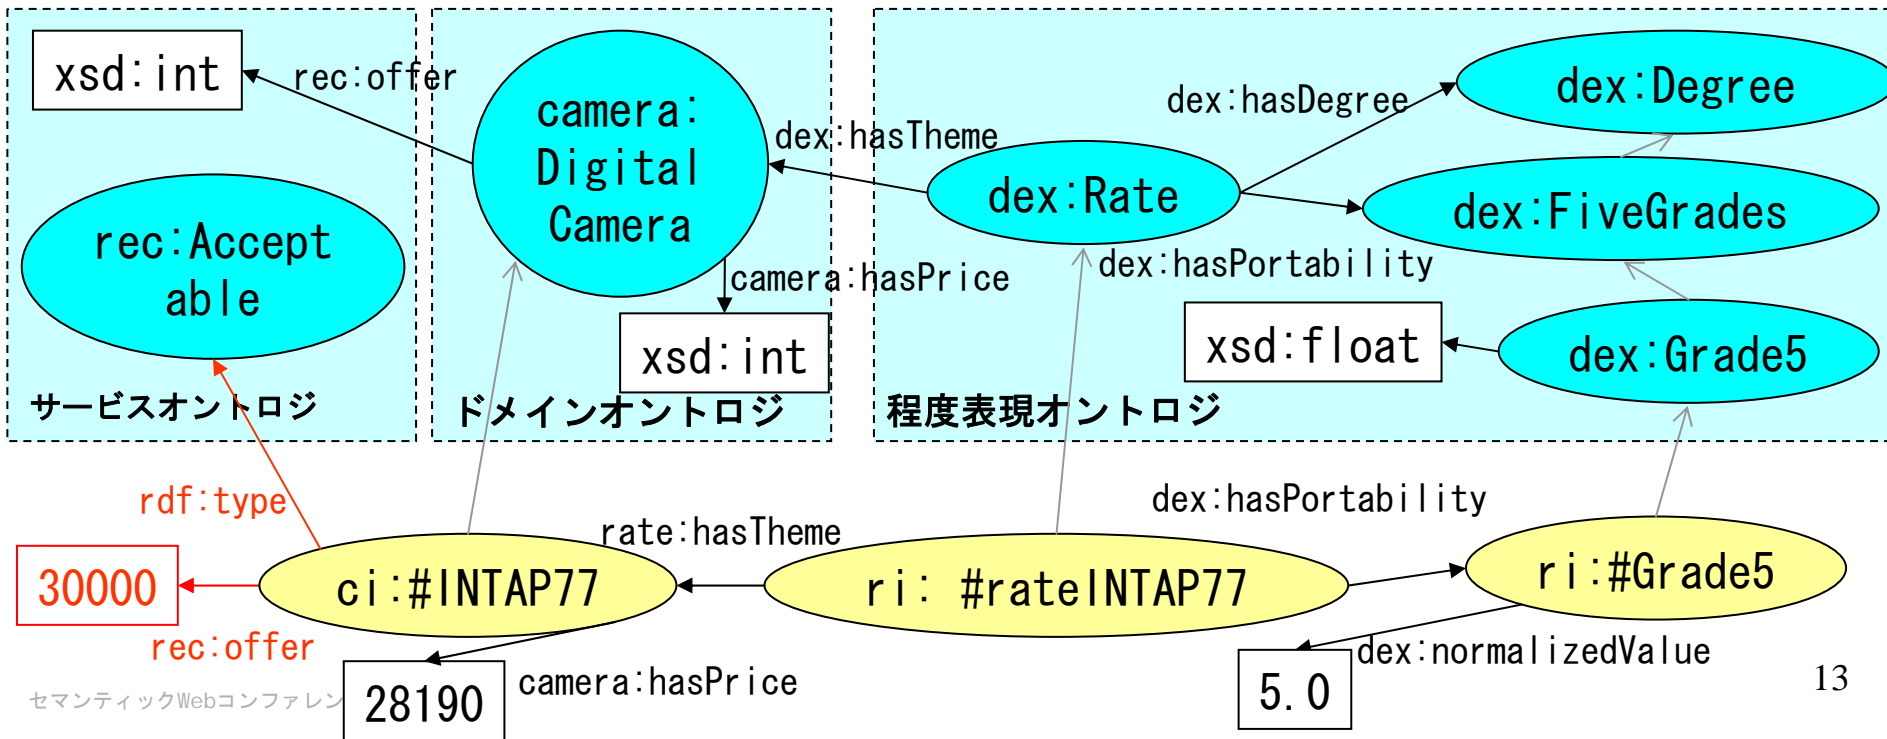 xsd:int
rec:offer
camera:
Digital
Camera
dex:hasTheme
dex:Rate
dex:hasDegree
dex:Degree
dex:FiveGrades
dex:hasPortability
rec:Accept
able
camera:hasPrice
xsd:int
xsd:float
dex:Grade5
サービスオントロジ
ドメインオントロジ
程度表現オントロジ
rdf:type
rate:hasTheme
dex:hasPortability
30000
ci:#INTAP77
ri: #rateINTAP77
ri:#Grade5
rec:offer
camera:hasPrice
28190
5.0
dex:normalizedValue
セマンティックWebコンファレン
13